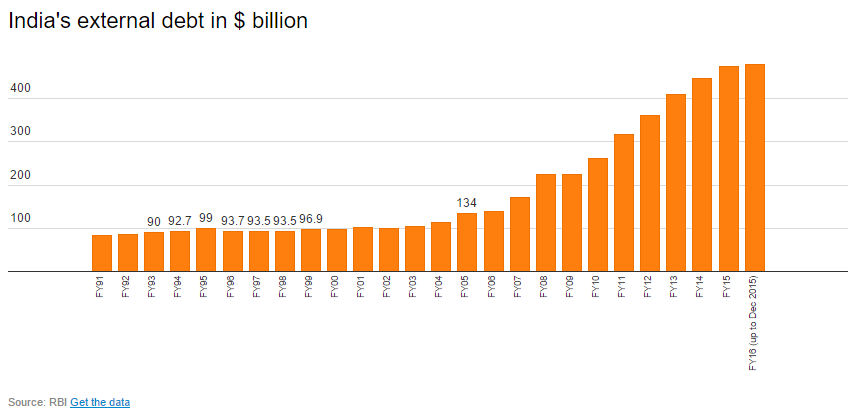 India's external debt in $ billion
400
300
200
100
90 92.7 99 93.7 93.5 93.5 96.9
134
FY91 FY92 FY93 FY94 FY95 FY96 FY97 FY98 FY99 FY00 FY01 FY02 FY03 FY04 FY05 FY06 FY07 FY08 FY09 FY10 FY11 FY12 FY13 FY14 FY15 FY16 (up to Dec 2015)
Source: RBI Get the data